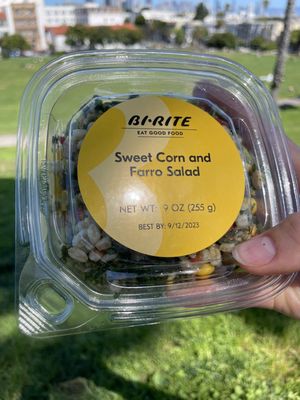 BI-RITE
EAT GOOD FOOD
Sweet Corn and
Farro Salad
NET WT: 9 OZ (255 g)
BEST BY: 9/12/2023